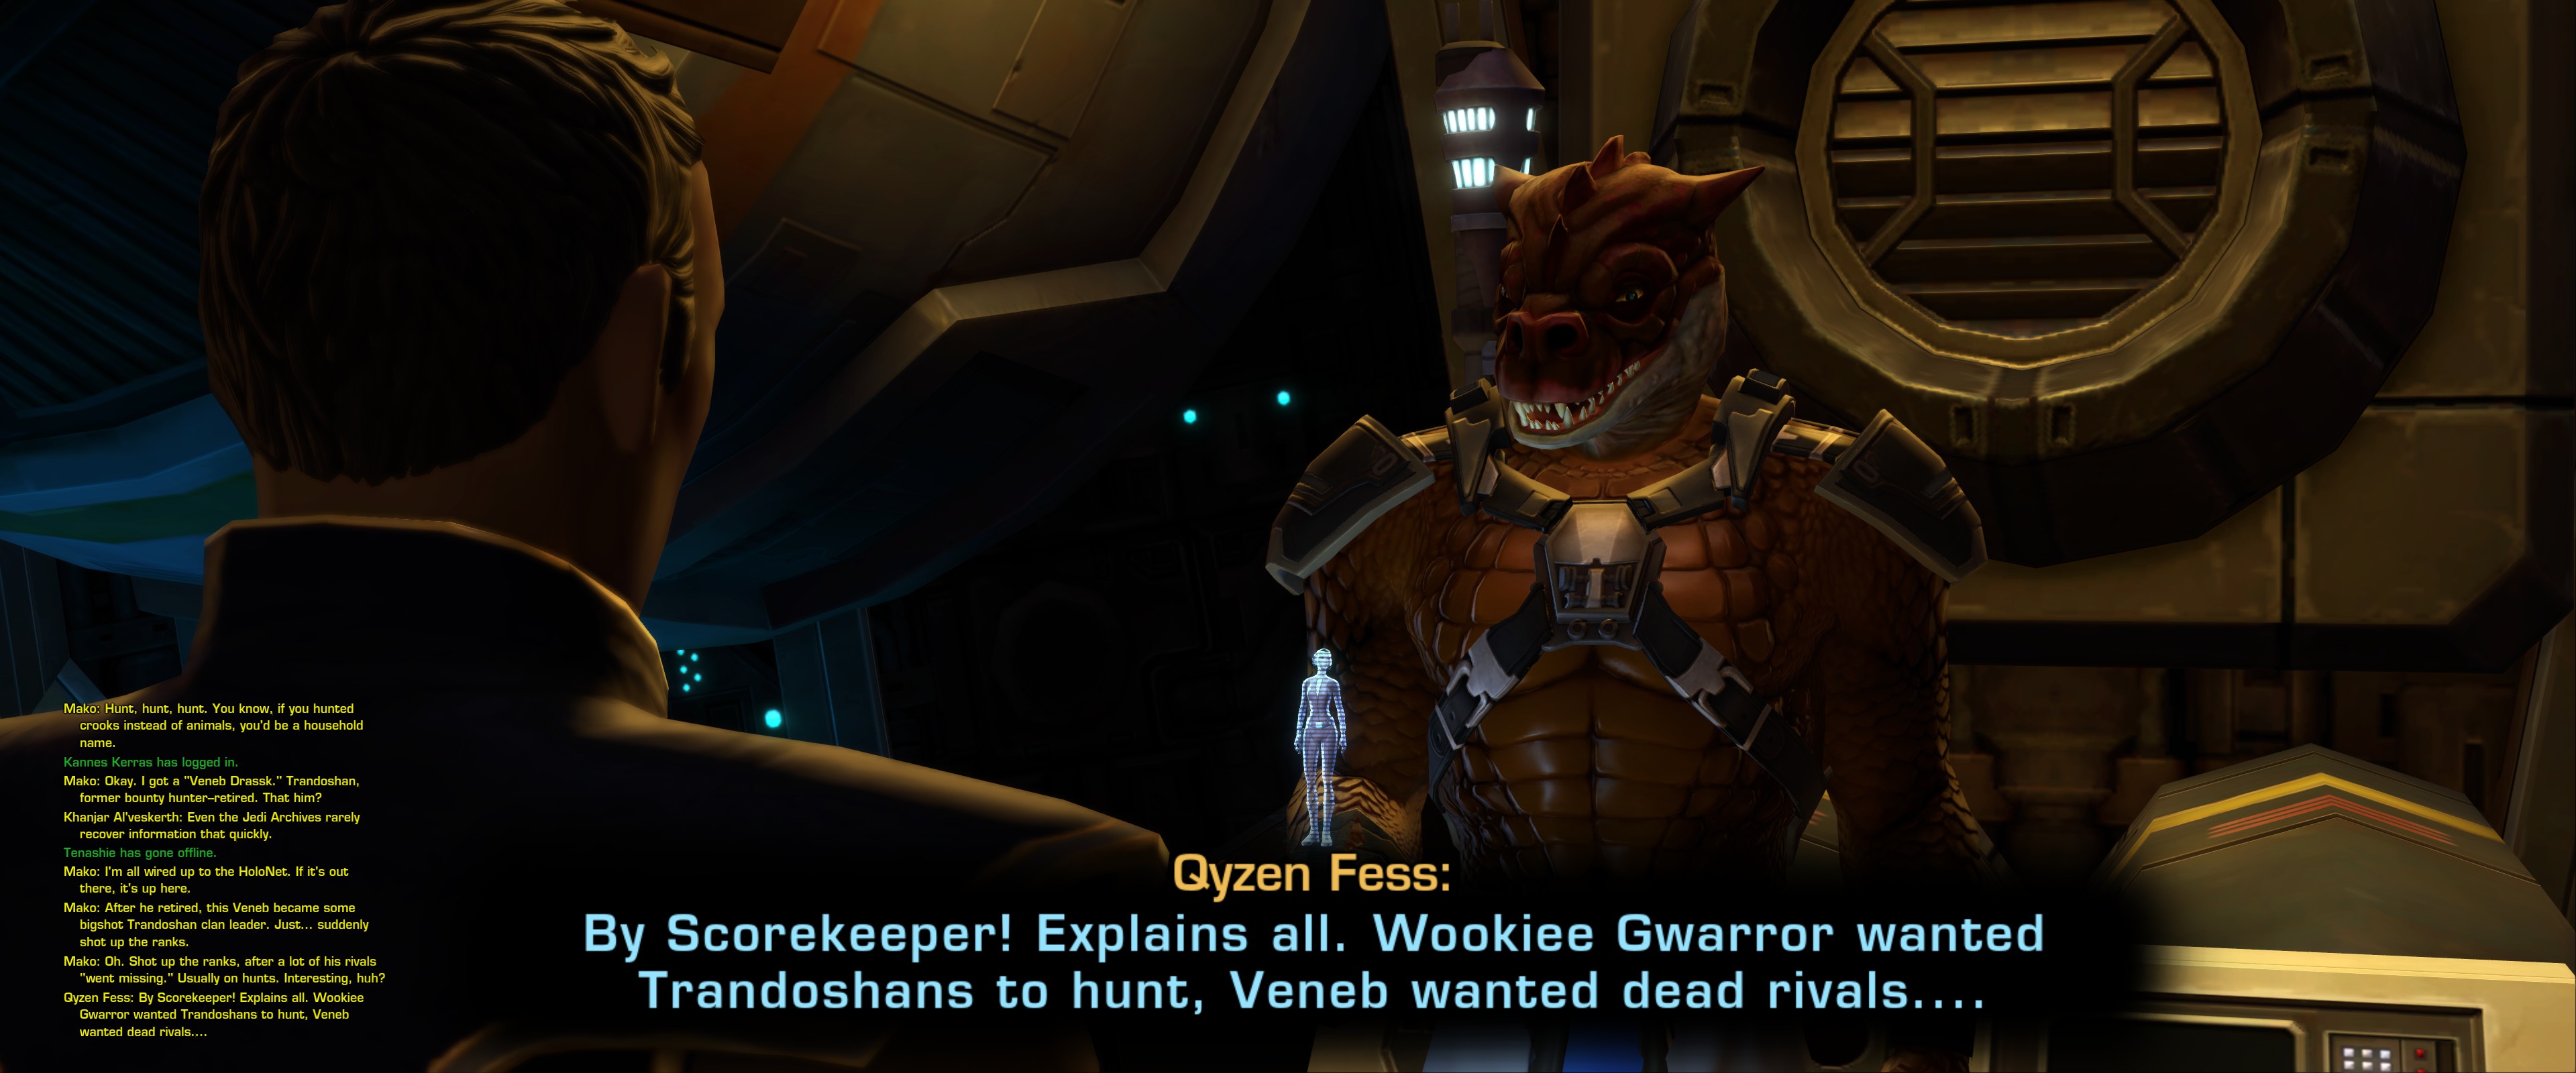 Mako: Hunt, hunt, hunt. You know, if you hunted
crooks instead of animals, you'd be a household
name.
Kannes Kerras has logged in.
Mako: Okay. I got a "Veneb Drassk." Trandoshan,
former bounty hunter–retired. That him?
Khanjar Al'veskerth: Even the Jedi Archives rarely
recover information that quickly.
Tenashie has gone offline.
Mako: I'm all wired up to the HoloNet. If it's out
there, it's up here.
Mako: After he retired, this Veneb became some
bigshot Trandoshan clan leader. Just... suddenly
shot up the ranks.
Mako: Oh. Shot up the ranks, after a lot of his rivals
"went missing." Usually on hunts. Interesting, huh?
Qyzen Fess: By Scorekeeper! Explains all. Wookiee
Gwarror wanted Trandoshans to hunt, Veneb
wanted dead rivals....
Qyzen Fess:
By Scorekeeper! Explains all. Wookiee Gwarror wanted
Trandoshans to hunt, Veneb wanted dead rivals....